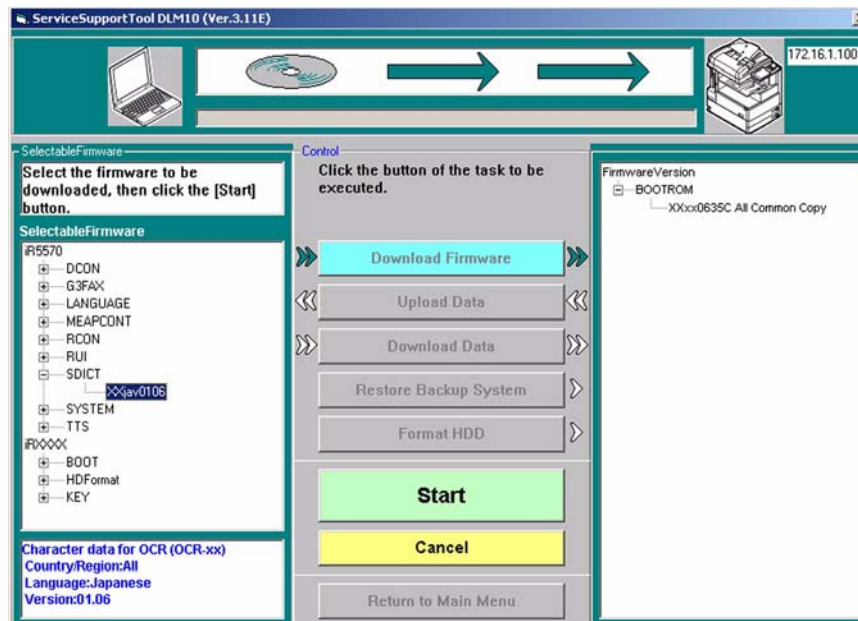 ServiceSupportTool DLM10 (Ver.3.11E)
172.16.1.100
SelectableFirmware
Select the firmware to be
downloaded, then click the [Start]
button.
SelectableFirmware
iR5570
DCON
G3FAX
LANGUAGE
MEAPCONT
RCON
RUI
SDICT
XXjav0106
SYSTEM
TTS
iRXXXX
BOOT
HDFormat
KEY
Character data for OCR (OCR-xx)
Country/Region:All
Language:Japanese
Version:01.06
Control
Click the button of the task to be
executed.
Download Firmware
Upload Data
Download Data
Restore Backup System
Format HDD
Start
Cancel
Return to Main Menu
FirmwareVersion
BOOTROM
XXxx0635C All Common Copy